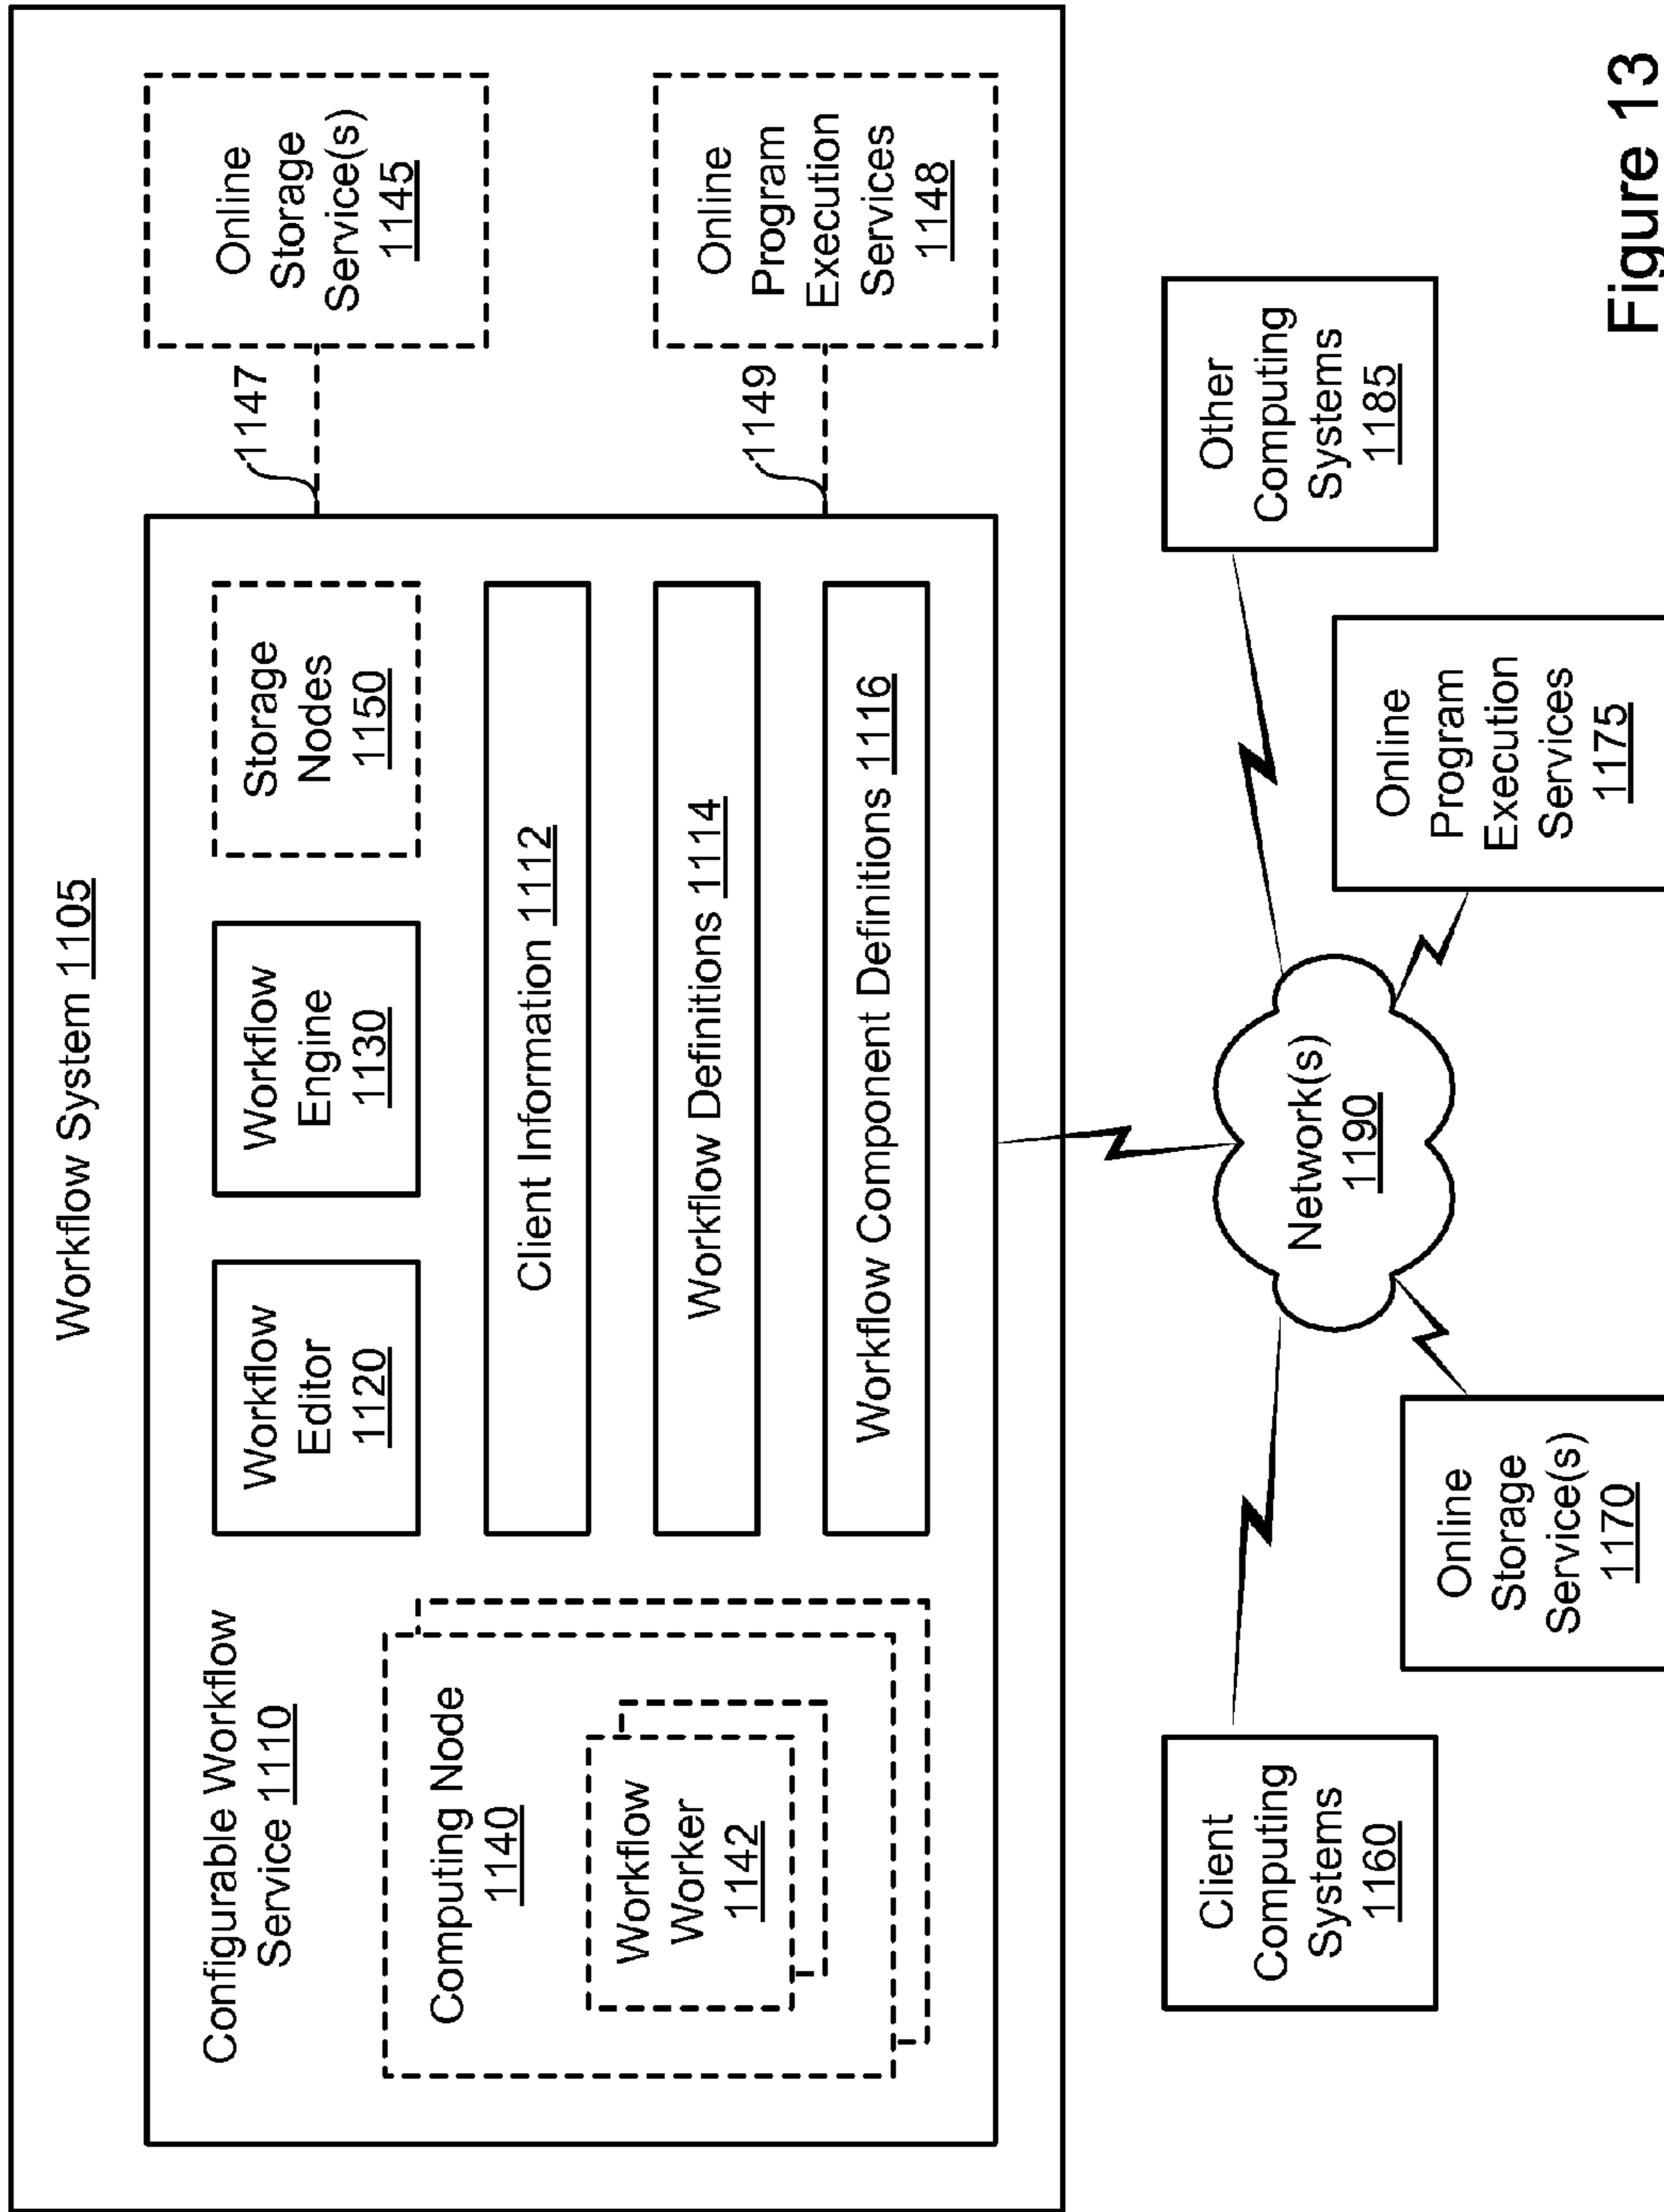 Workflow System 1105
Configurable Workflow
Service 1110
Computing Node
1140
Workflow
Worker
1142
Workflow
Editor
1120
Workflow
Engine
1130
Storage
Nodes
1150
Client Information 1112
Workflow Definitions 1114
Workflow Component Definitions 1116
1147
Online
Storage
Service(s)
1145
1149
Online
Program
Execution
Services
1148
Client
Computing
Systems
1160
Online
Storage
Service(s)
1170
Network(s)
1190
Online
Program
Execution
Services
1175
Other
Computing
Systems
1185
Figure 13